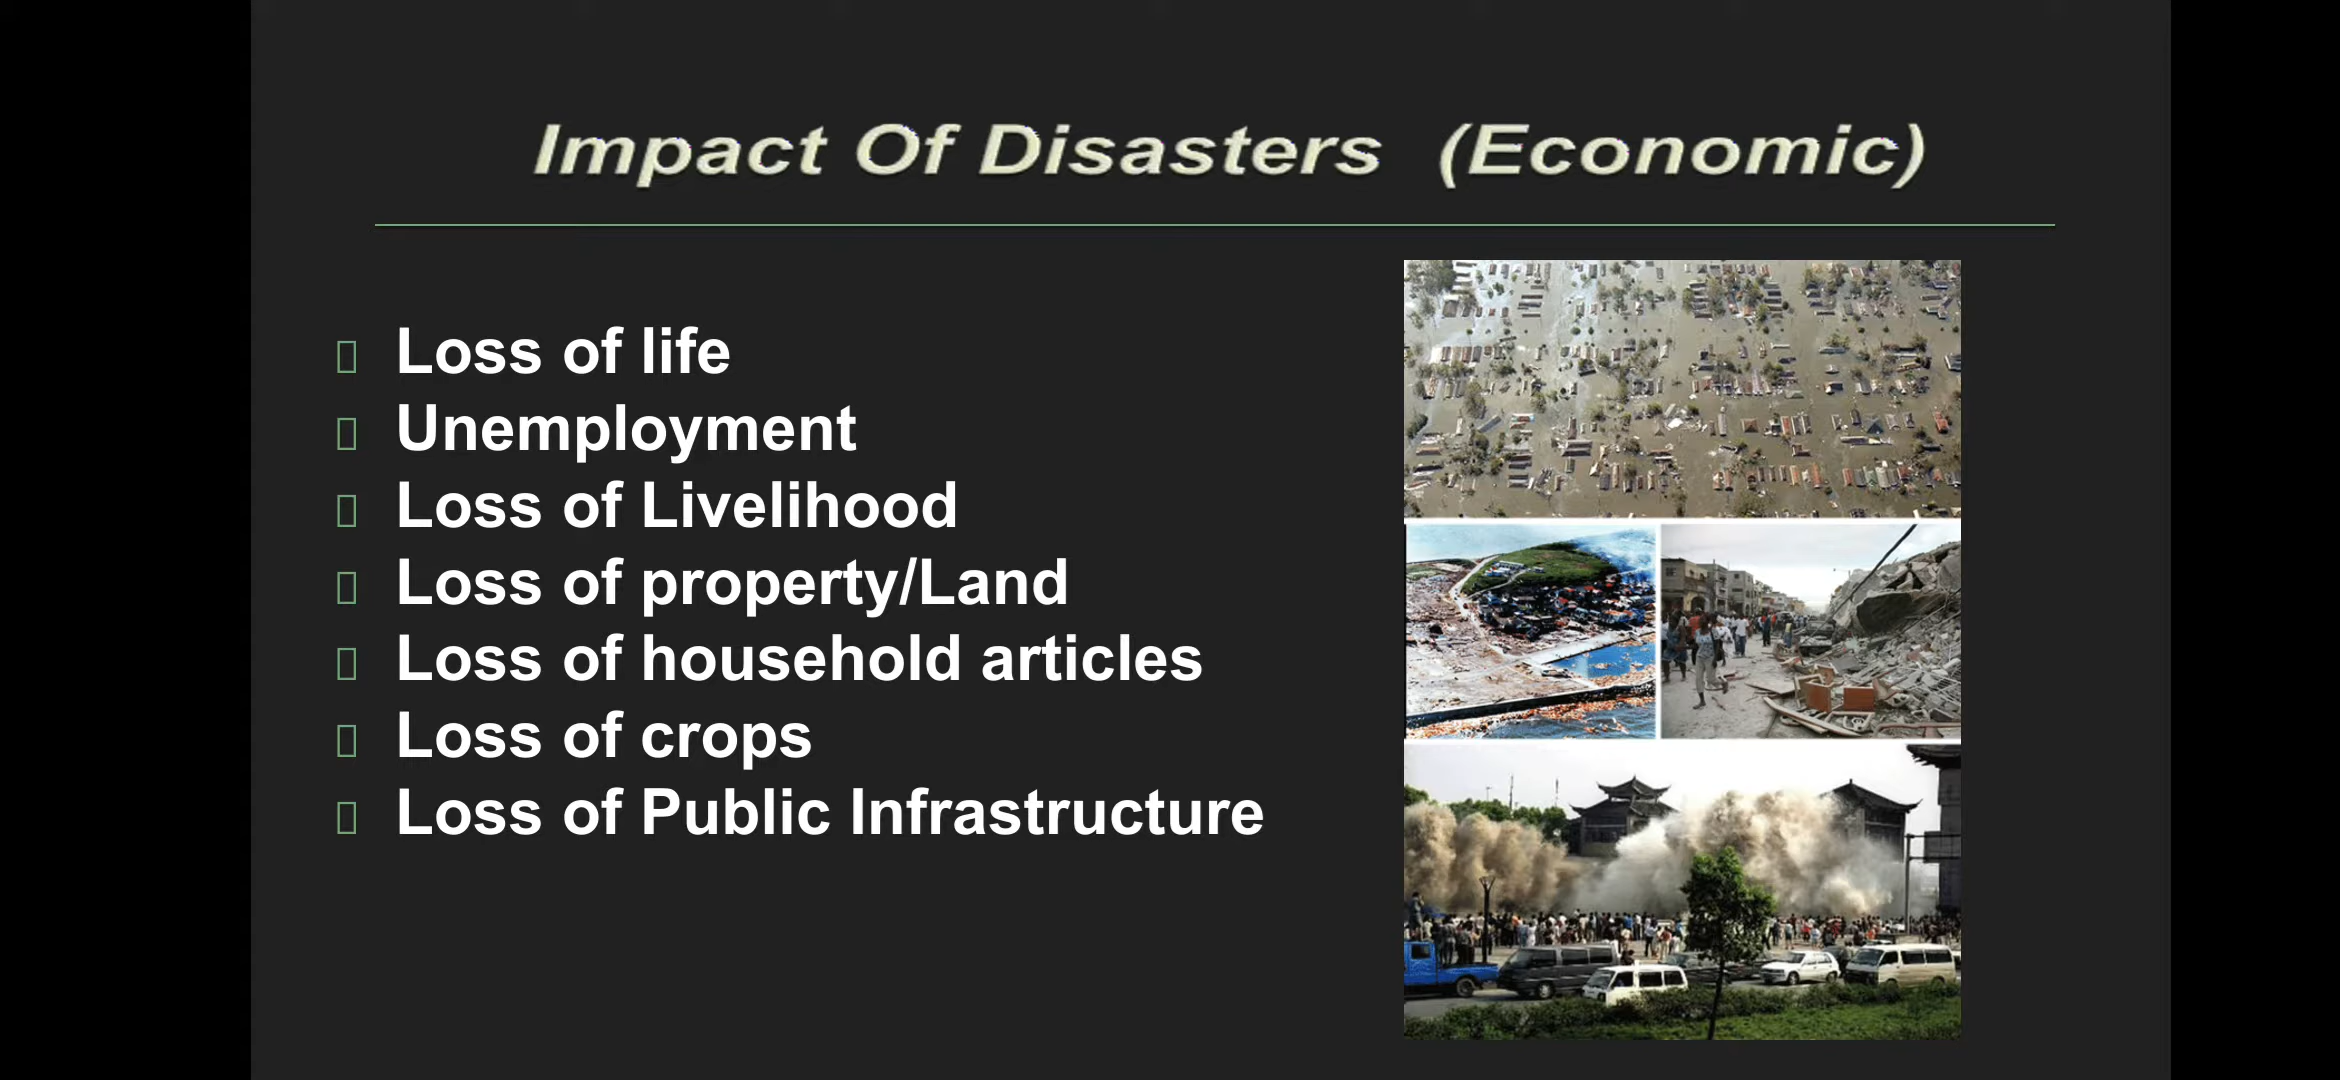 Impact Of Disasters (Economic)
Loss of life
Unemployment
Loss of Livelihood
Loss of property/Land
Loss of household articles
Loss of crops
Loss of Public Infrastructure